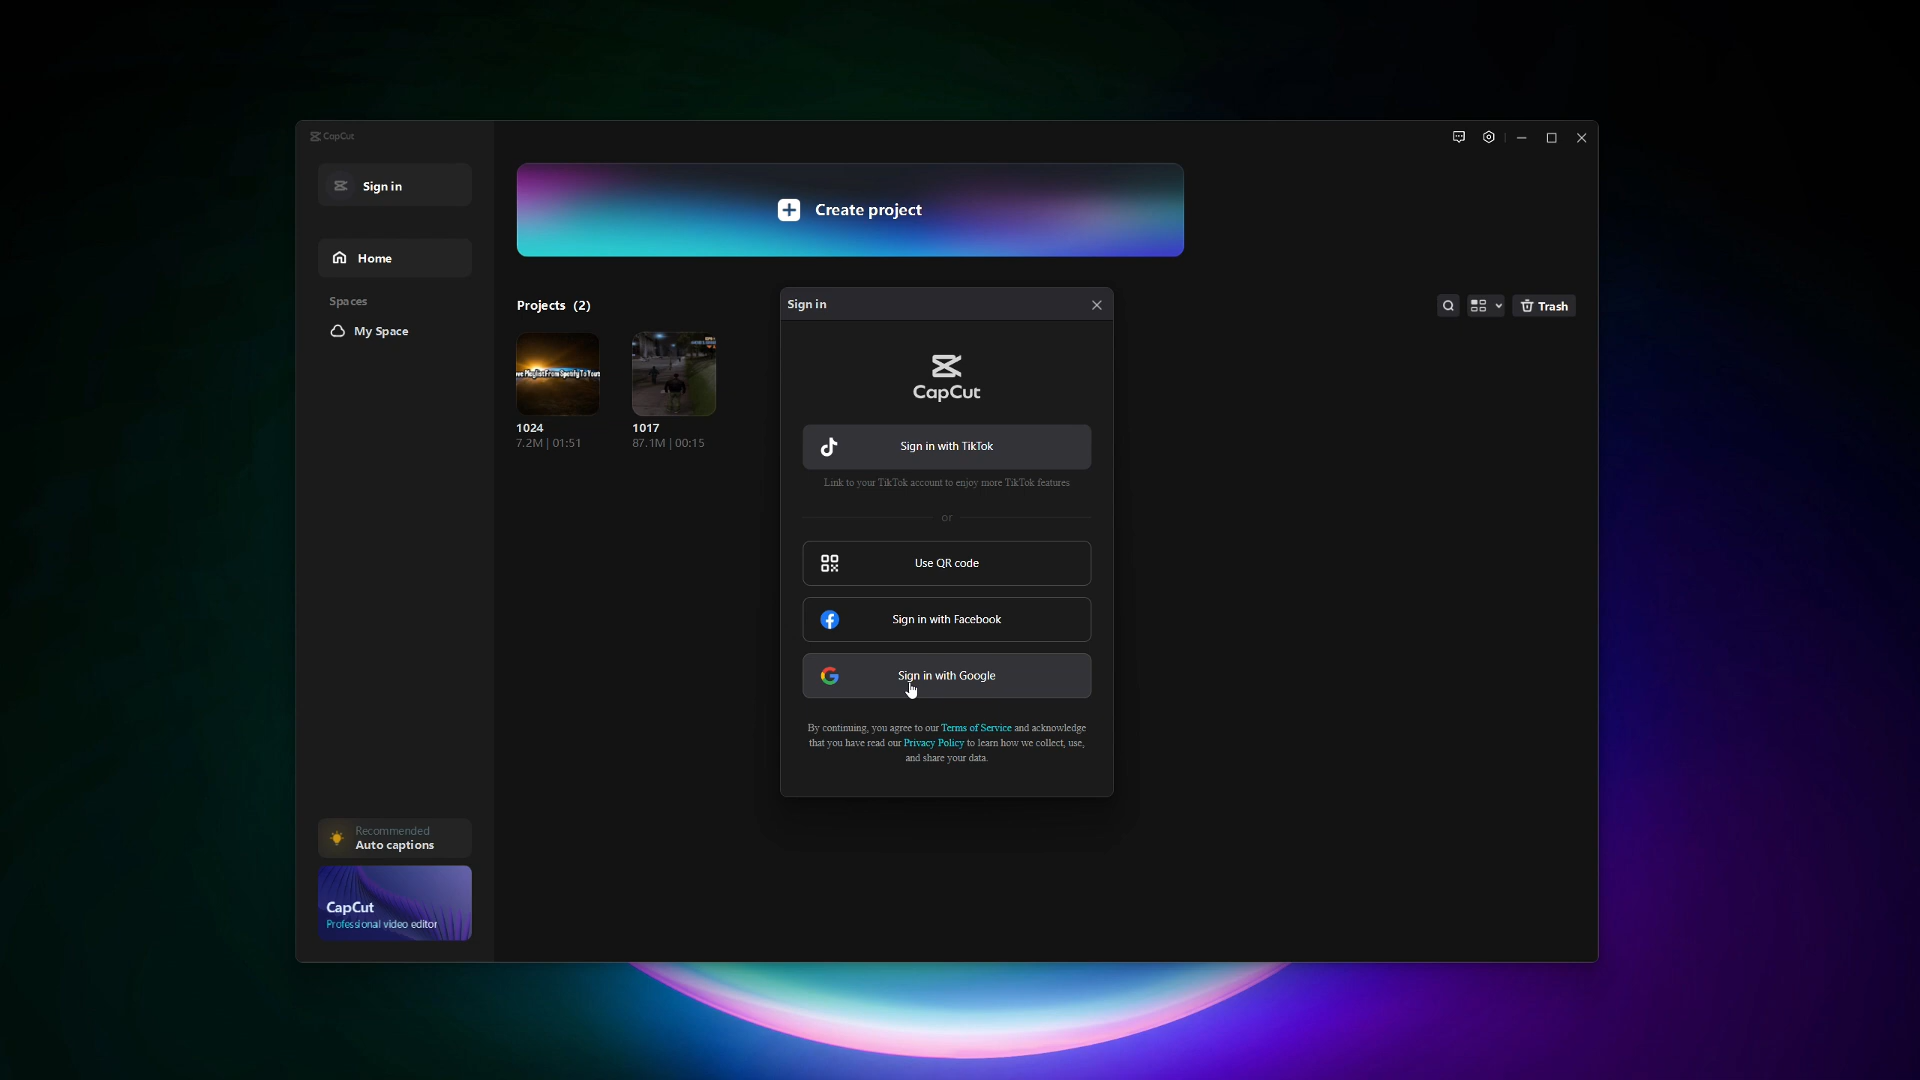 CapCut
Sign in
Create project
Home
Spaces
My Space
Projects (2)
Trash
1024
7.2M | 01:51
1017
87.1M | 00:15
Sign in
CapCut
Sign in with TikTok
Link to your TikTok account to enjoy more TikTok features
or
Use QR code
Sign in with Facebook
Sign in with Google
By continuing, you agree to our Terms of Service and acknowledge
that you have read our Privacy Policy to learn how we collect, use,
and share your data.
Recommended
Auto captions
CapCut
Professional video editor